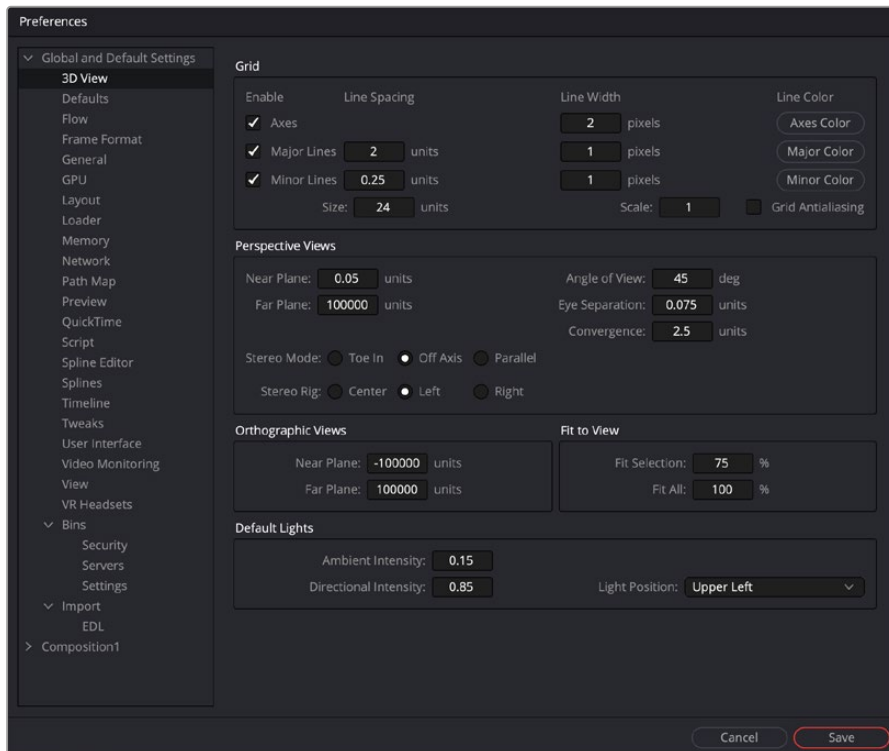 Preferences
Global and Default Settings
3D View
Defaults
Flow
Frame Format
General
GPU
Layout
Loader
Memory
Network
Path Map
Preview
QuickTime
Script
Spline Editor
Splines
Timeline
Tweaks
User Interface
Video Monitoring
View
VR Headsets
Bins
Security
Servers
Settings
Import
EDL
Composition1
Grid
Enable Line Spacing Line Width Line Color
Axes 2 pixels Axes Color
Major Lines 2 units 1 pixels Major Color
Minor Lines 0.25 units 1 pixels Minor Color
Size: 24 units Scale: 1 Grid Antialiasing
Perspective Views
Near Plane: 0.05 units Angle of View: 45 deg
Far Plane: 100000 units Eye Separation: 0.075 units
Convergence: 2.5 units
Stereo Mode: Toe In Off Axis Parallel
Stereo Rig: Center Left Right
Orthographic Views
Near Plane: -100000 units
Far Plane: 100000 units
Fit to View
Fit Selection: 75 %
Fit All: 100 %
Default Lights
Ambient Intensity: 0.15
Directional Intensity: 0.85 Light Position: Upper Left
Cancel Save